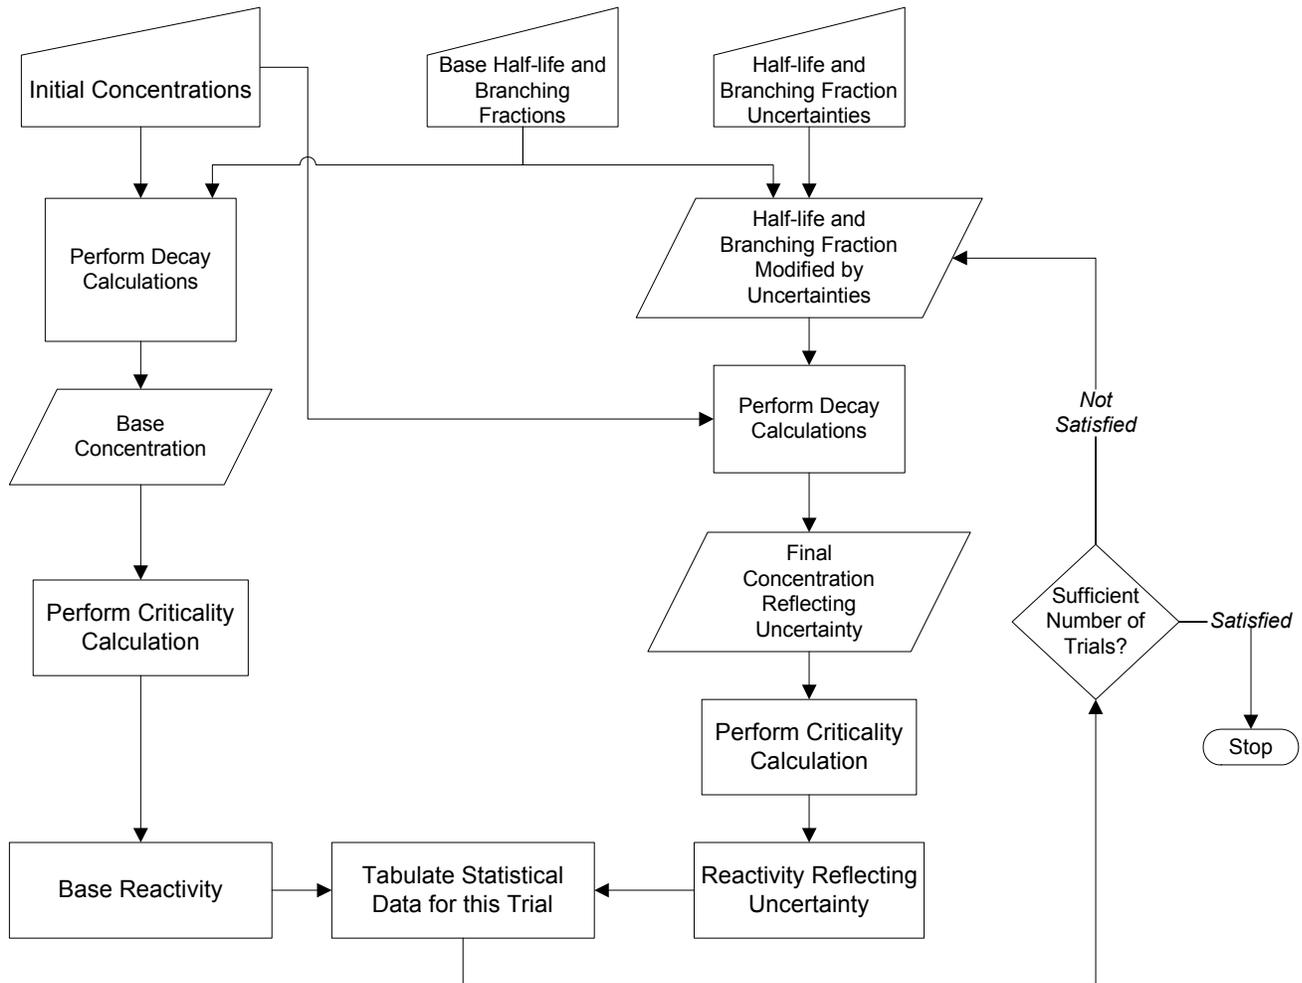 Initial Concentrations
Base Half-life and
Branching
Fractions
Half-life and
Branching Fraction
Uncertainties
Perform Decay
Calculations
Half-life and
Branching Fraction
Modified by
Uncertainties
Base
Concentration
Perform Decay
Calculations
Not
Satisfied
Final
Concentration
Reflecting
Uncertainty
Perform Criticality
Calculation
Sufficient
Number of
Trials?
Satisfied
Perform Criticality
Calculation
Stop
Base Reactivity
Tabulate Statistical
Data for this Trial
Reactivity Reflecting
Uncertainty